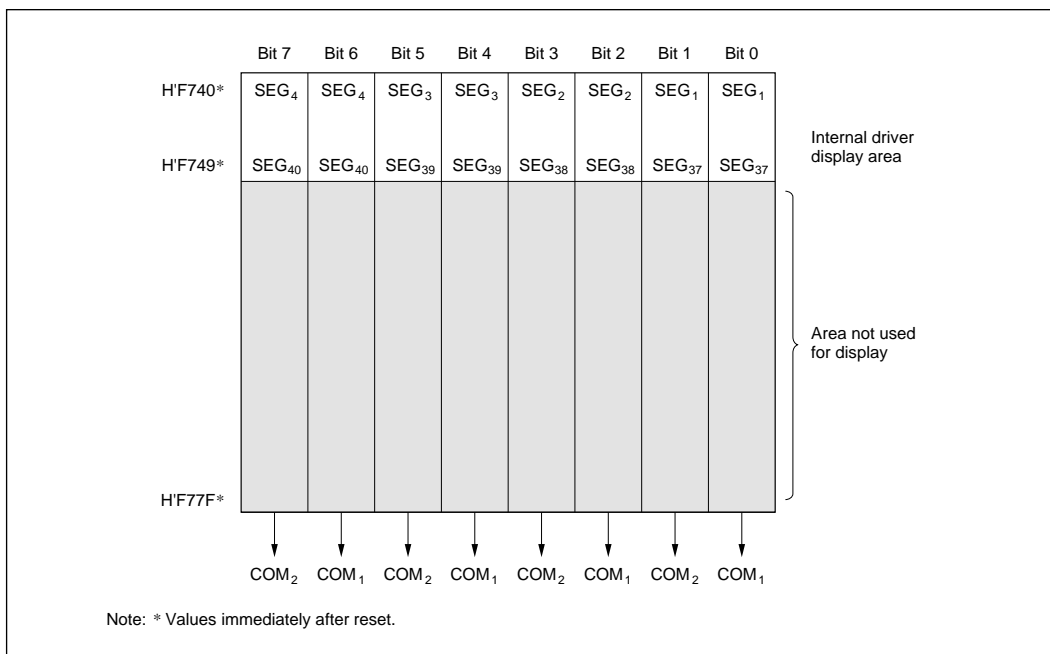 Bit 7 Bit 6 Bit 5 Bit 4 Bit 3 Bit 2 Bit 1 Bit 0
H'F740* SEG₄ SEG₄ SEG₃ SEG₃ SEG₂ SEG₂ SEG₁ SEG₁
Internal driver
display area
H'F749* SEG₄₀ SEG₄₀ SEG₃₉ SEG₃₉ SEG₃₈ SEG₃₈ SEG₃₇ SEG₃₇
Area not used
for display
H'F77F*
COM₂ COM₁ COM₂ COM₁ COM₂ COM₁ COM₂ COM₁
Note: * Values immediately after reset.